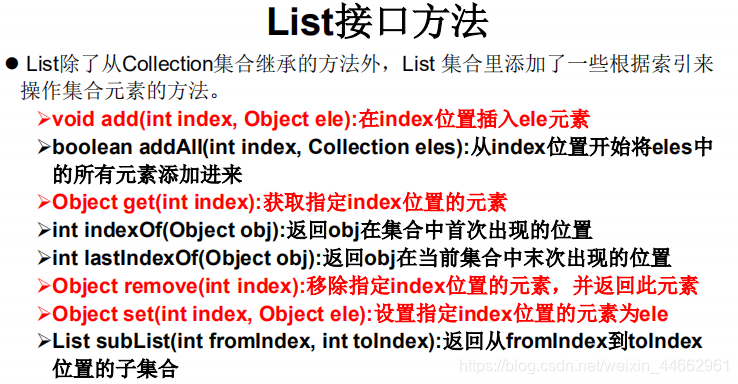 List接口方法
● List除了从Collection集合继承的方法外，List 集合里添加了一些根据索引来
操作集合元素的方法。
➢void add(int index, Object ele):在index位置插入ele元素
➢boolean addAll(int index, Collection eles):从index位置开始将eles中
的所有元素添加进来
➢Object get(int index):获取指定index位置的元素
➢int indexOf(Object obj):返回obj在集合中首次出现的位置
➢int lastIndexOf(Object obj):返回obj在当前集合中末次出现的位置
➢Object remove(int index):移除指定index位置的元素，并返回此元素
➢Object set(int index, Object ele):设置指定index位置的元素为ele
➢List subList(int fromIndex, int toIndex):返回从fromIndex到toIndex
位置的子集合
https://blog.csdn.net/weixin_44662961